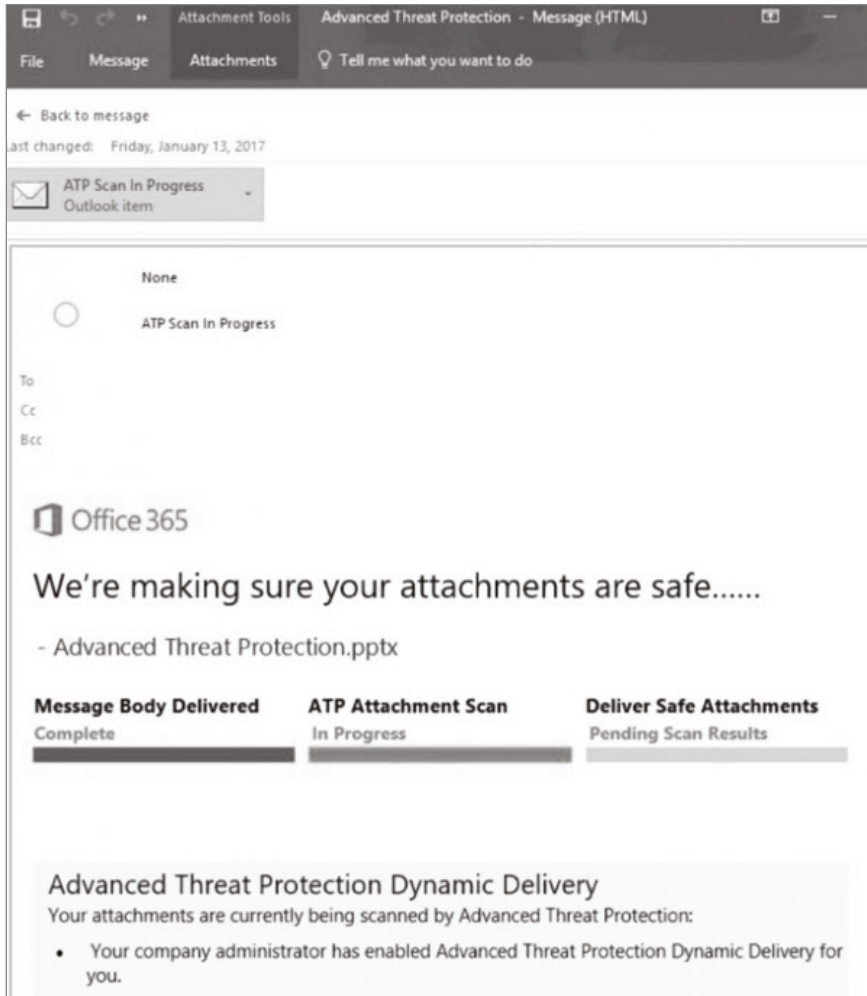 Attachment Tools Advanced Threat Protection - Message (HTML)
File Message Attachments Tell me what you want to do
Back to message
ast changed: Friday, January 13, 2017
ATP Scan In Progress
Outlook item
None
ATP Scan In Progress
To
Cc
Bcc
Office 365
We're making sure your attachments are safe......
- Advanced Threat Protection.pptx
Message Body Delivered ATP Attachment Scan Deliver Safe Attachments
Complete In Progress Pending Scan Results
Advanced Threat Protection Dynamic Delivery
Your attachments are currently being scanned by Advanced Threat Protection:
• Your company administrator has enabled Advanced Threat Protection Dynamic Delivery for
you.